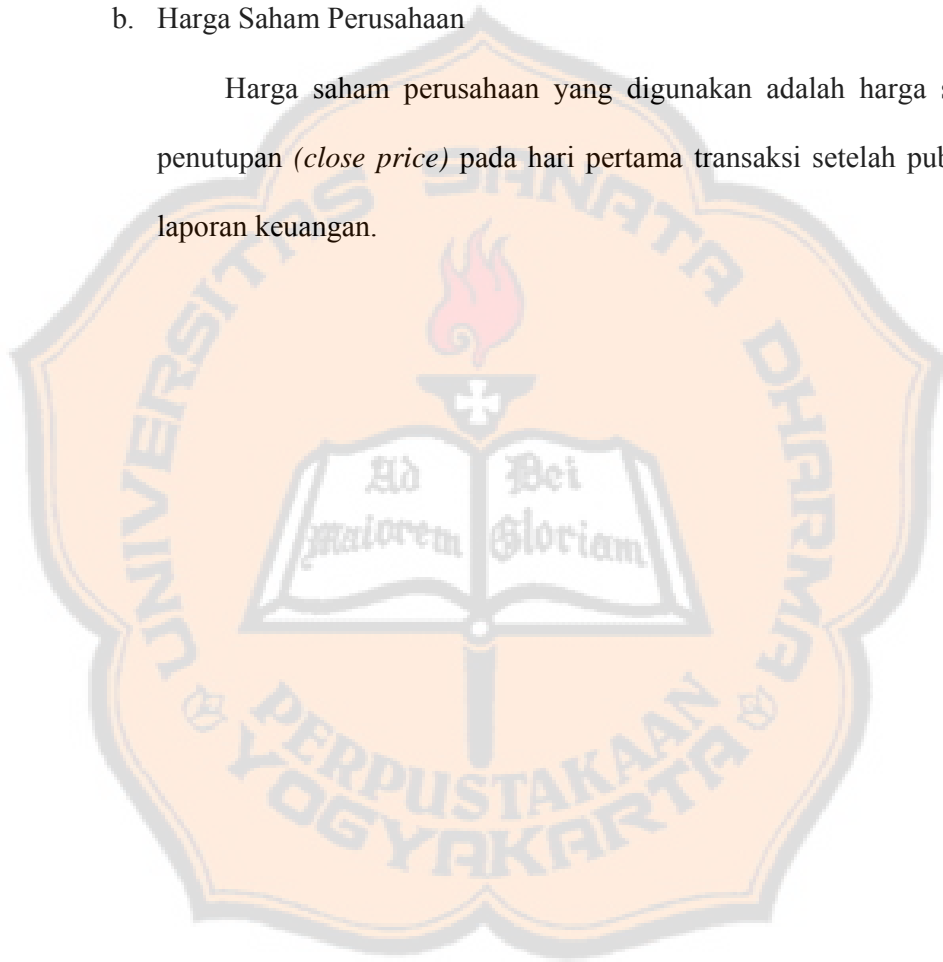 b. Harga Saham Perusahaan
Harga saham perusahaan yang digunakan adalah harga s
penutupan (close price) pada hari pertama transaksi setelah pub
laporan keuangan.
UNIVERSITAS SANATA DHARMA
Ad Dei
Maiorem Gloriam
PERPUSTAKAAN
YOGYAKARTA